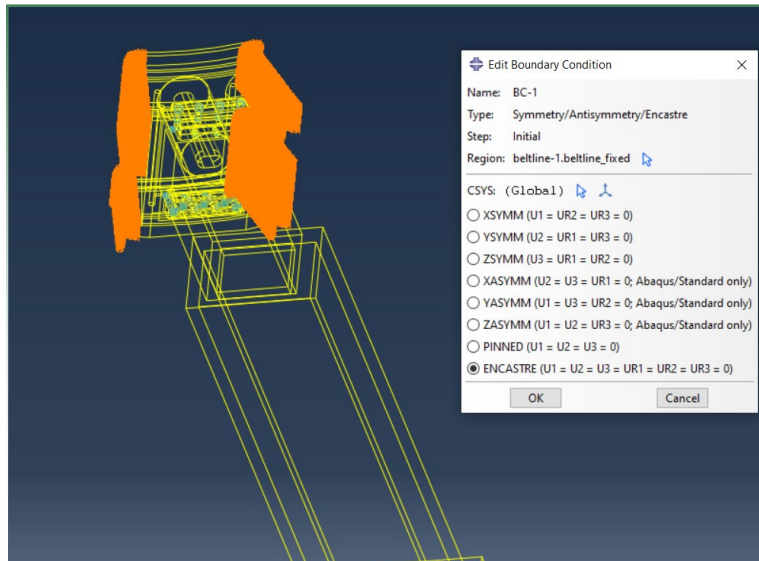 Edit Boundary Condition
Name: BC-1
Type: Symmetry/Antisymmetry/Encastre
Step: Initial
Region: beltline-1.beltline_fixed
CSYS: (Global)
XSYMM (U1 = UR2 = UR3 = 0)
YSYMM (U2 = UR1 = UR3 = 0)
ZSYMM (U3 = UR1 = UR2 = 0)
XASYMM (U2 = U3 = UR1 = 0; Abaqus/Standard only)
YASYMM (U1 = U3 = UR2 = 0; Abaqus/Standard only)
ZASYMM (U1 = U2 = UR3 = 0; Abaqus/Standard only)
PINNED (U1 = U2 = U3 = 0)
ENCASTRE (U1 = U2 = U3 = UR1 = UR2 = UR3 = 0)
OK Cancel